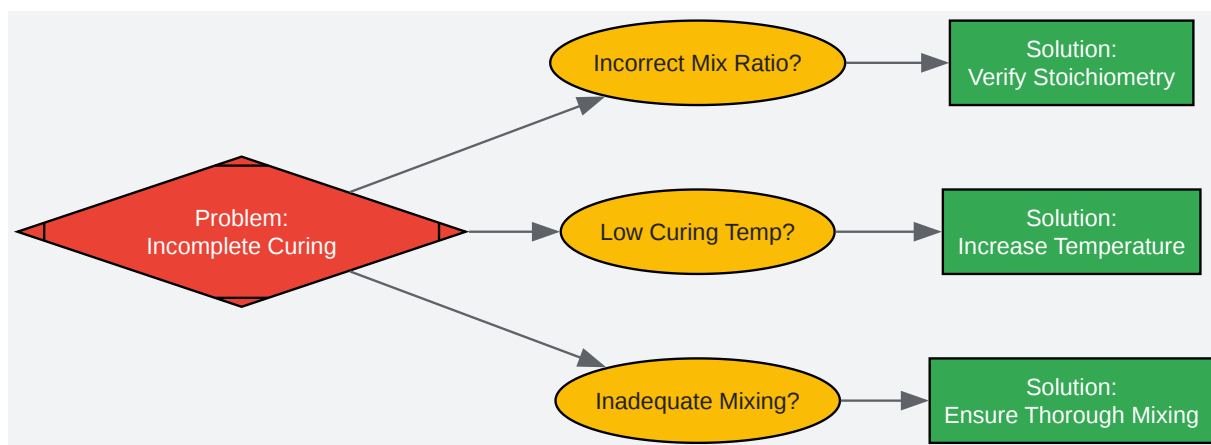 Incorrect Mix Ratio?
Solution:
Verify Stoichiometry
Problem:
Incomplete Curing
Low Curing Temp?
Solution:
Increase Temperature
Inadequate Mixing?
Solution:
Ensure Thorough Mixing